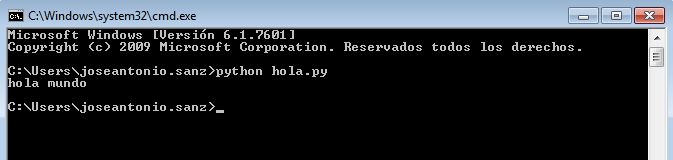 C:\Windows\system32\cmd.exe
Microsoft Windows [Versión 6.1.7601]
Copyright (c) 2009 Microsoft Corporation. Reservados todos los derechos.
C:\Users\joseantonio.sanz>python hola.py
hola mundo
C:\Users\joseantonio.sanz>_